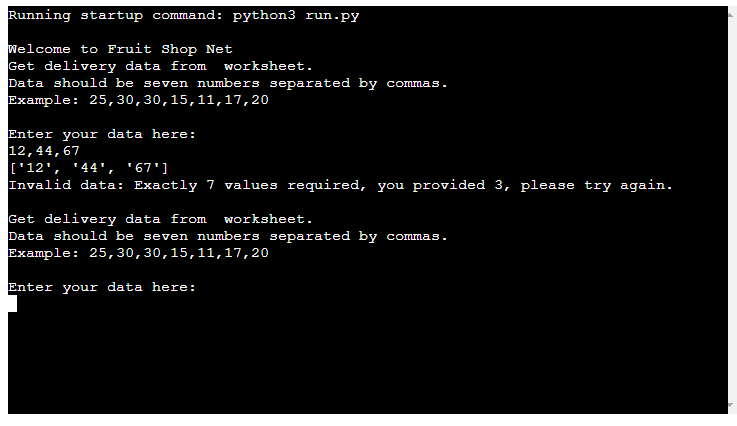 Running startup command: python3 run.py
Welcome to Fruit Shop Net
Get delivery data from  worksheet.
Data should be seven numbers separated by commas.
Example: 25,30,30,15,11,17,20
Enter your data here:
12,44,67
['12', '44', '67']
Invalid data: Exactly 7 values required, you provided 3, please try again.
Get delivery data from  worksheet.
Data should be seven numbers separated by commas.
Example: 25,30,30,15,11,17,20
Enter your data here: